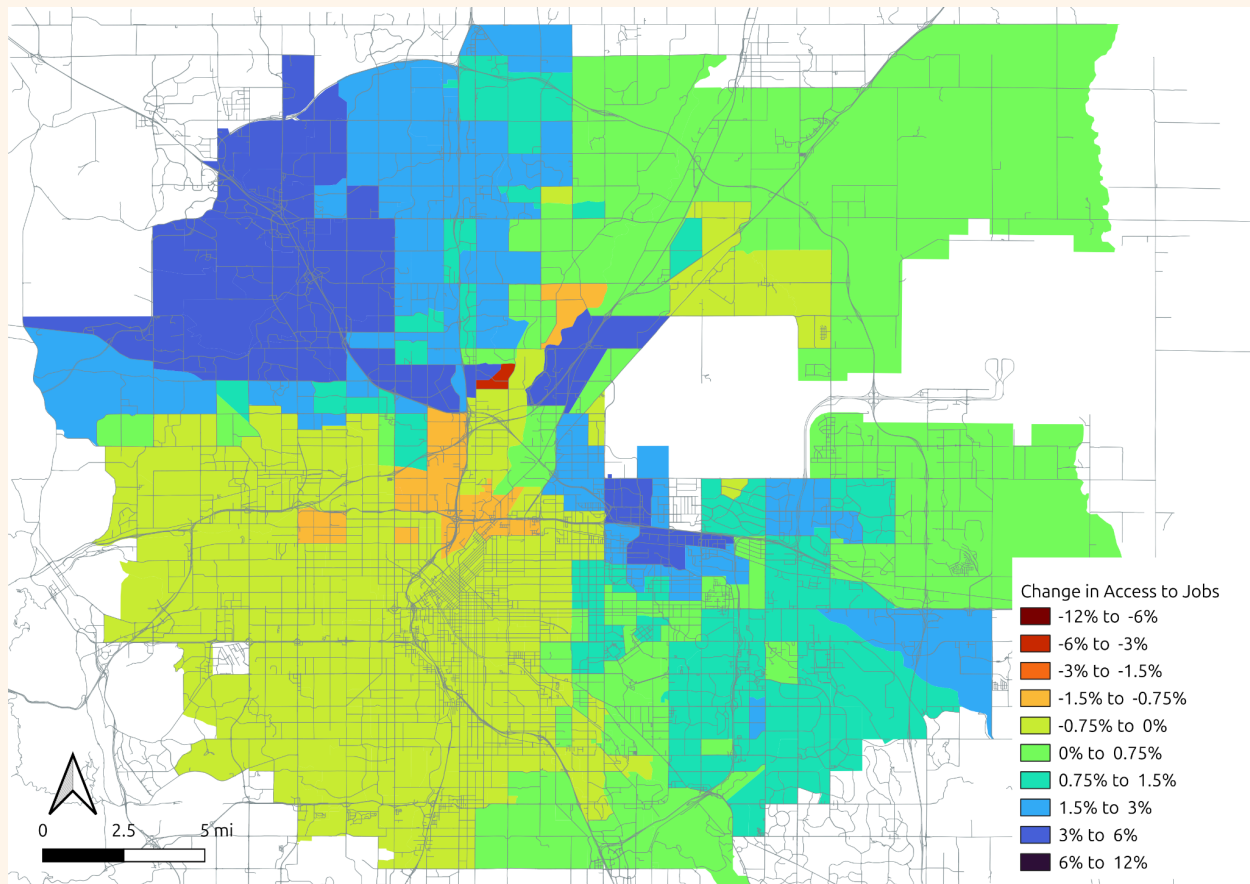 Change in Access to Jobs
-12% to -6%
-6% to -3%
-3% to -1.5%
-1.5% to -0.75%
-0.75% to 0%
0% to 0.75%
0.75% to 1.5%
1.5% to 3%
3% to 6%
6% to 12%
0 2.5 5 mi